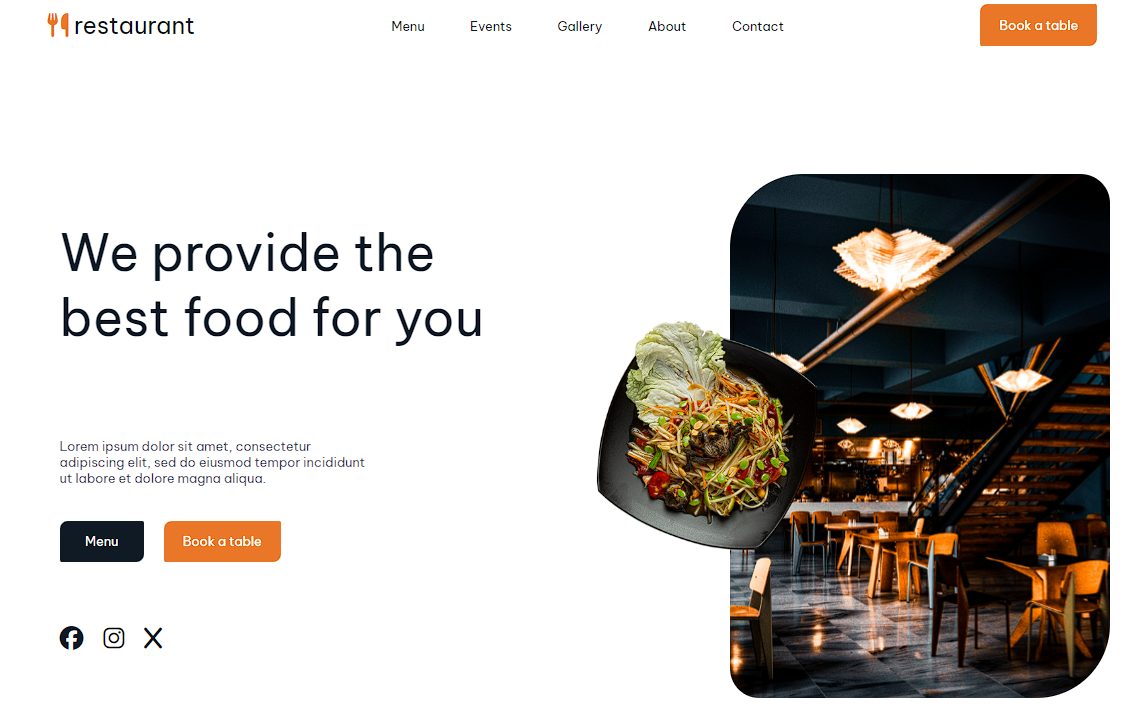 restaurant
Menu
Events
Gallery
About
Contact
Book a table
We provide the
best food for you
Lorem ipsum dolor sit amet, consectetur
adipiscing elit, sed do eiusmod tempor incididunt
ut labore et dolore magna aliqua.
Menu
Book a table